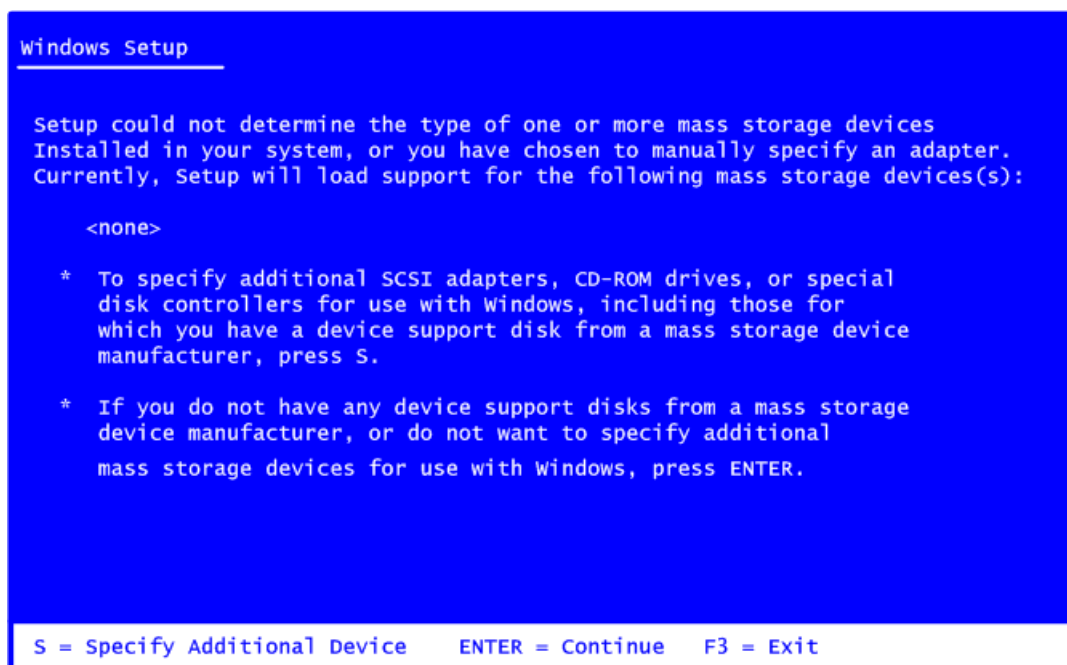 Windows Setup
Setup could not determine the type of one or more mass storage devices
Installed in your system, or you have chosen to manually specify an adapter.
Currently, Setup will load support for the following mass storage devices(s):
<none>
* To specify additional SCSI adapters, CD-ROM drives, or special
disk controllers for use with Windows, including those for
which you have a device support disk from a mass storage device
manufacturer, press S.
* If you do not have any device support disks from a mass storage
device manufacturer, or do not want to specify additional
mass storage devices for use with Windows, press ENTER.
S = Specify Additional Device ENTER = Continue F3 = Exit